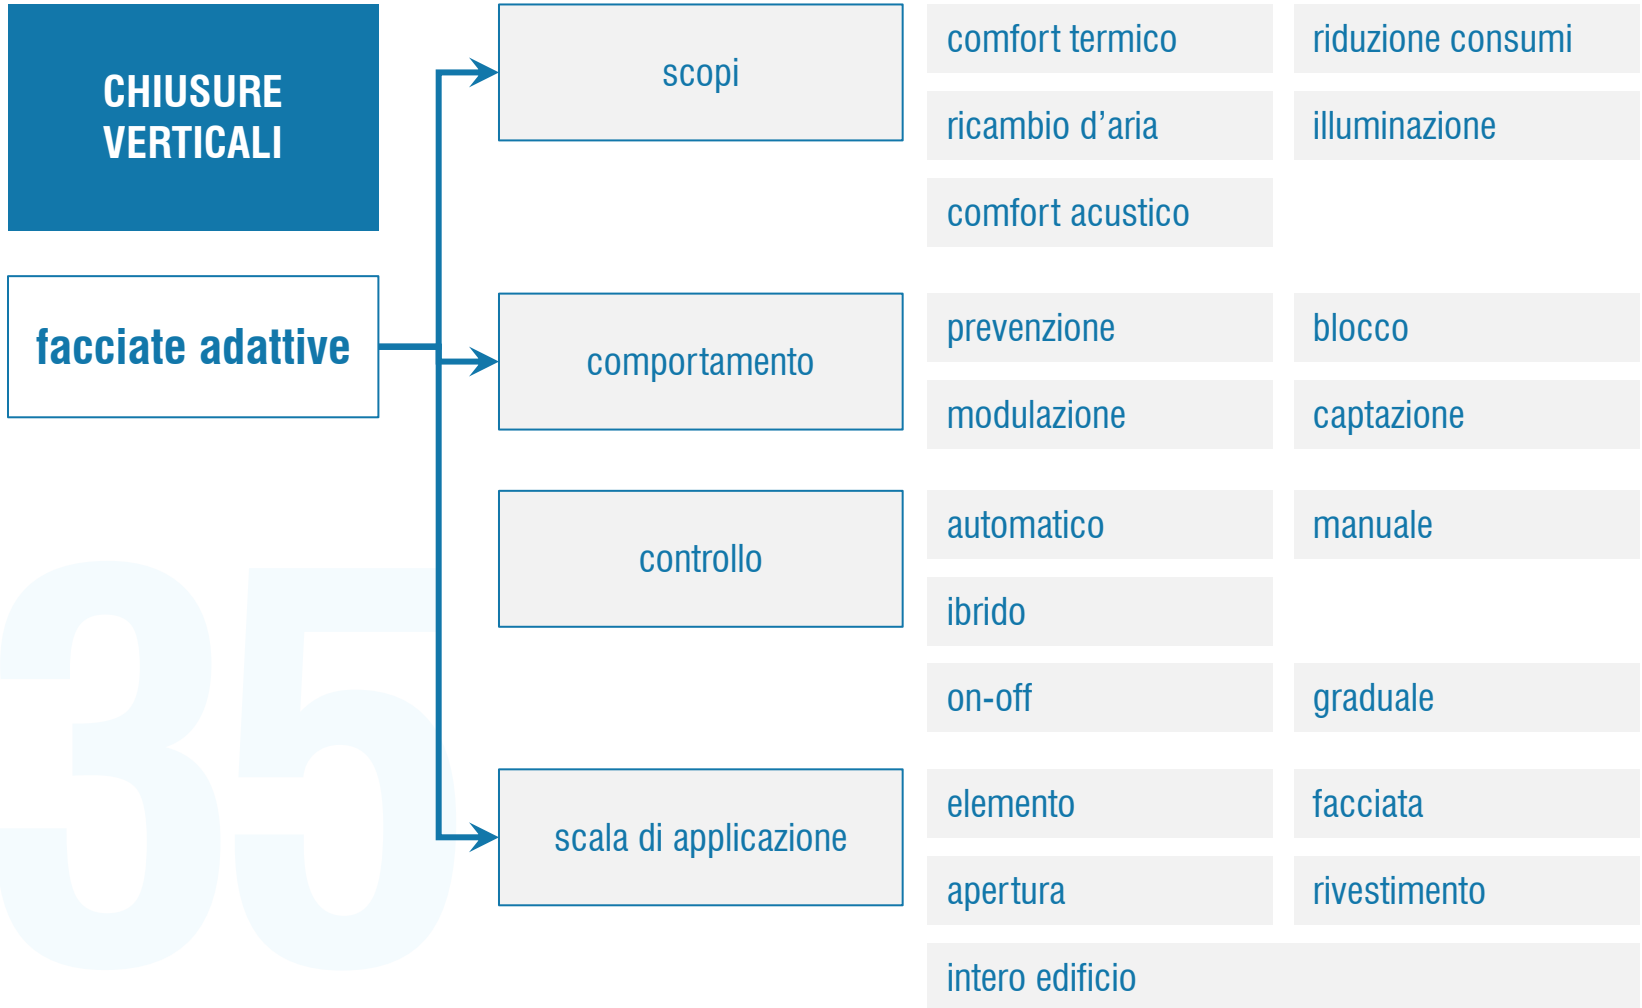 CHIUSURE
VERTICALI
facciate adattive
scopi
comfort termico
riduzione consumi
ricambio d’aria
illuminazione
comfort acustico
comportamento
prevenzione
blocco
modulazione
captazione
controllo
automatico
manuale
ibrido
on-off
graduale
scala di applicazione
elemento
facciata
apertura
rivestimento
intero edificio
35